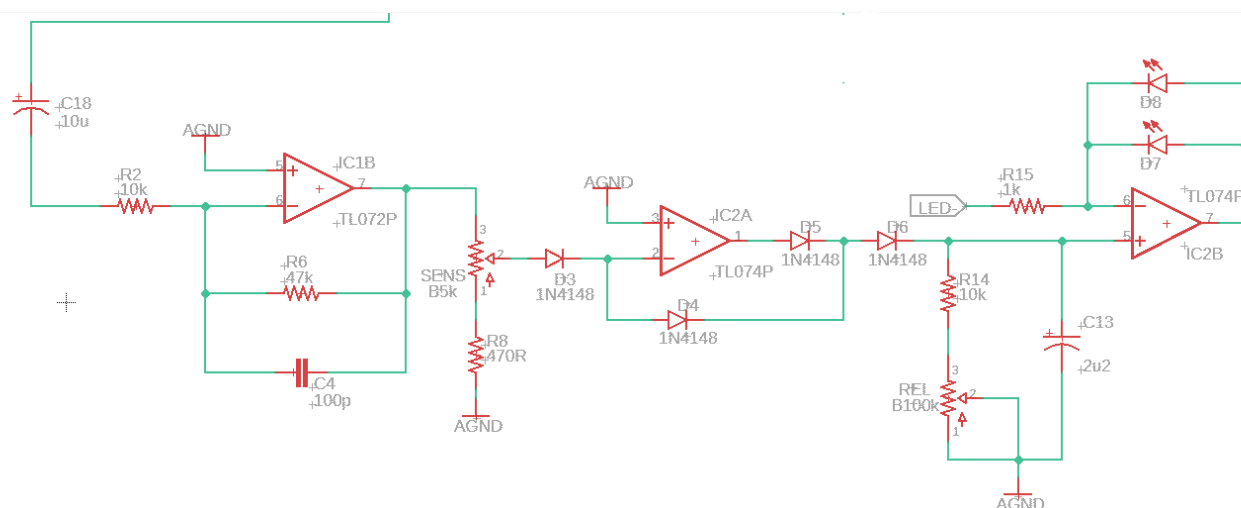 C18
10u
AGND
R2
10k
5
6
7
IC1B
TL072P
R6
47k
C4
100p
3
2
1
SENS
B5k
R8
470R
AGND
D3
1N4148
AGND
3
2
1
IC2A
TL074P
D4
1N4148
D5
1N4148
D6
1N4148
LED-
R15
1k
D8
D7
6
5
7
TL074P
IC2B
R14
10k
REL
B100k
3
2
1
C13
2u2
AGND